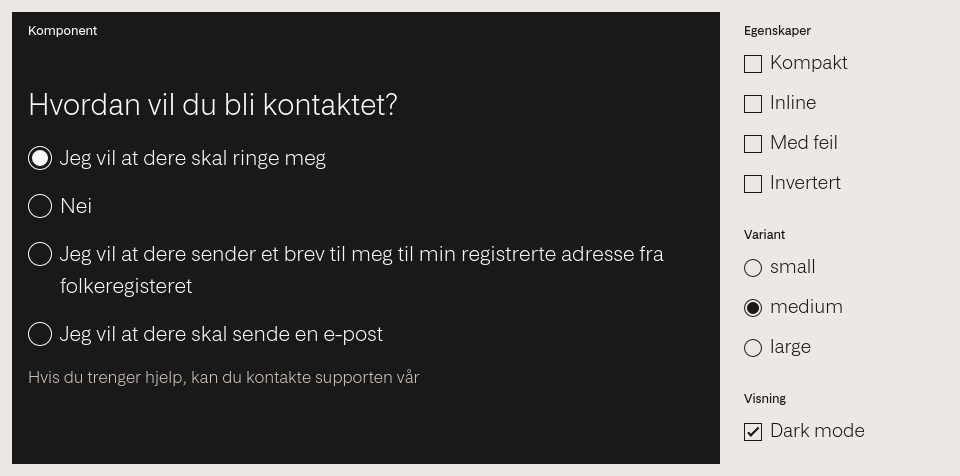 Komponent
Hvordan vil du bli kontaktet?
Jeg vil at dere skal ringe meg
Nei
Jeg vil at dere sender et brev til meg til min registrerte adresse fra
folkeregisteret
Jeg vil at dere skal sende en e-post
Hvis du trenger hjelp, kan du kontakte supporten vår
Egenskaper
Kompakt
Inline
Med feil
Invertert
Variant
small
medium
large
Visning
Dark mode